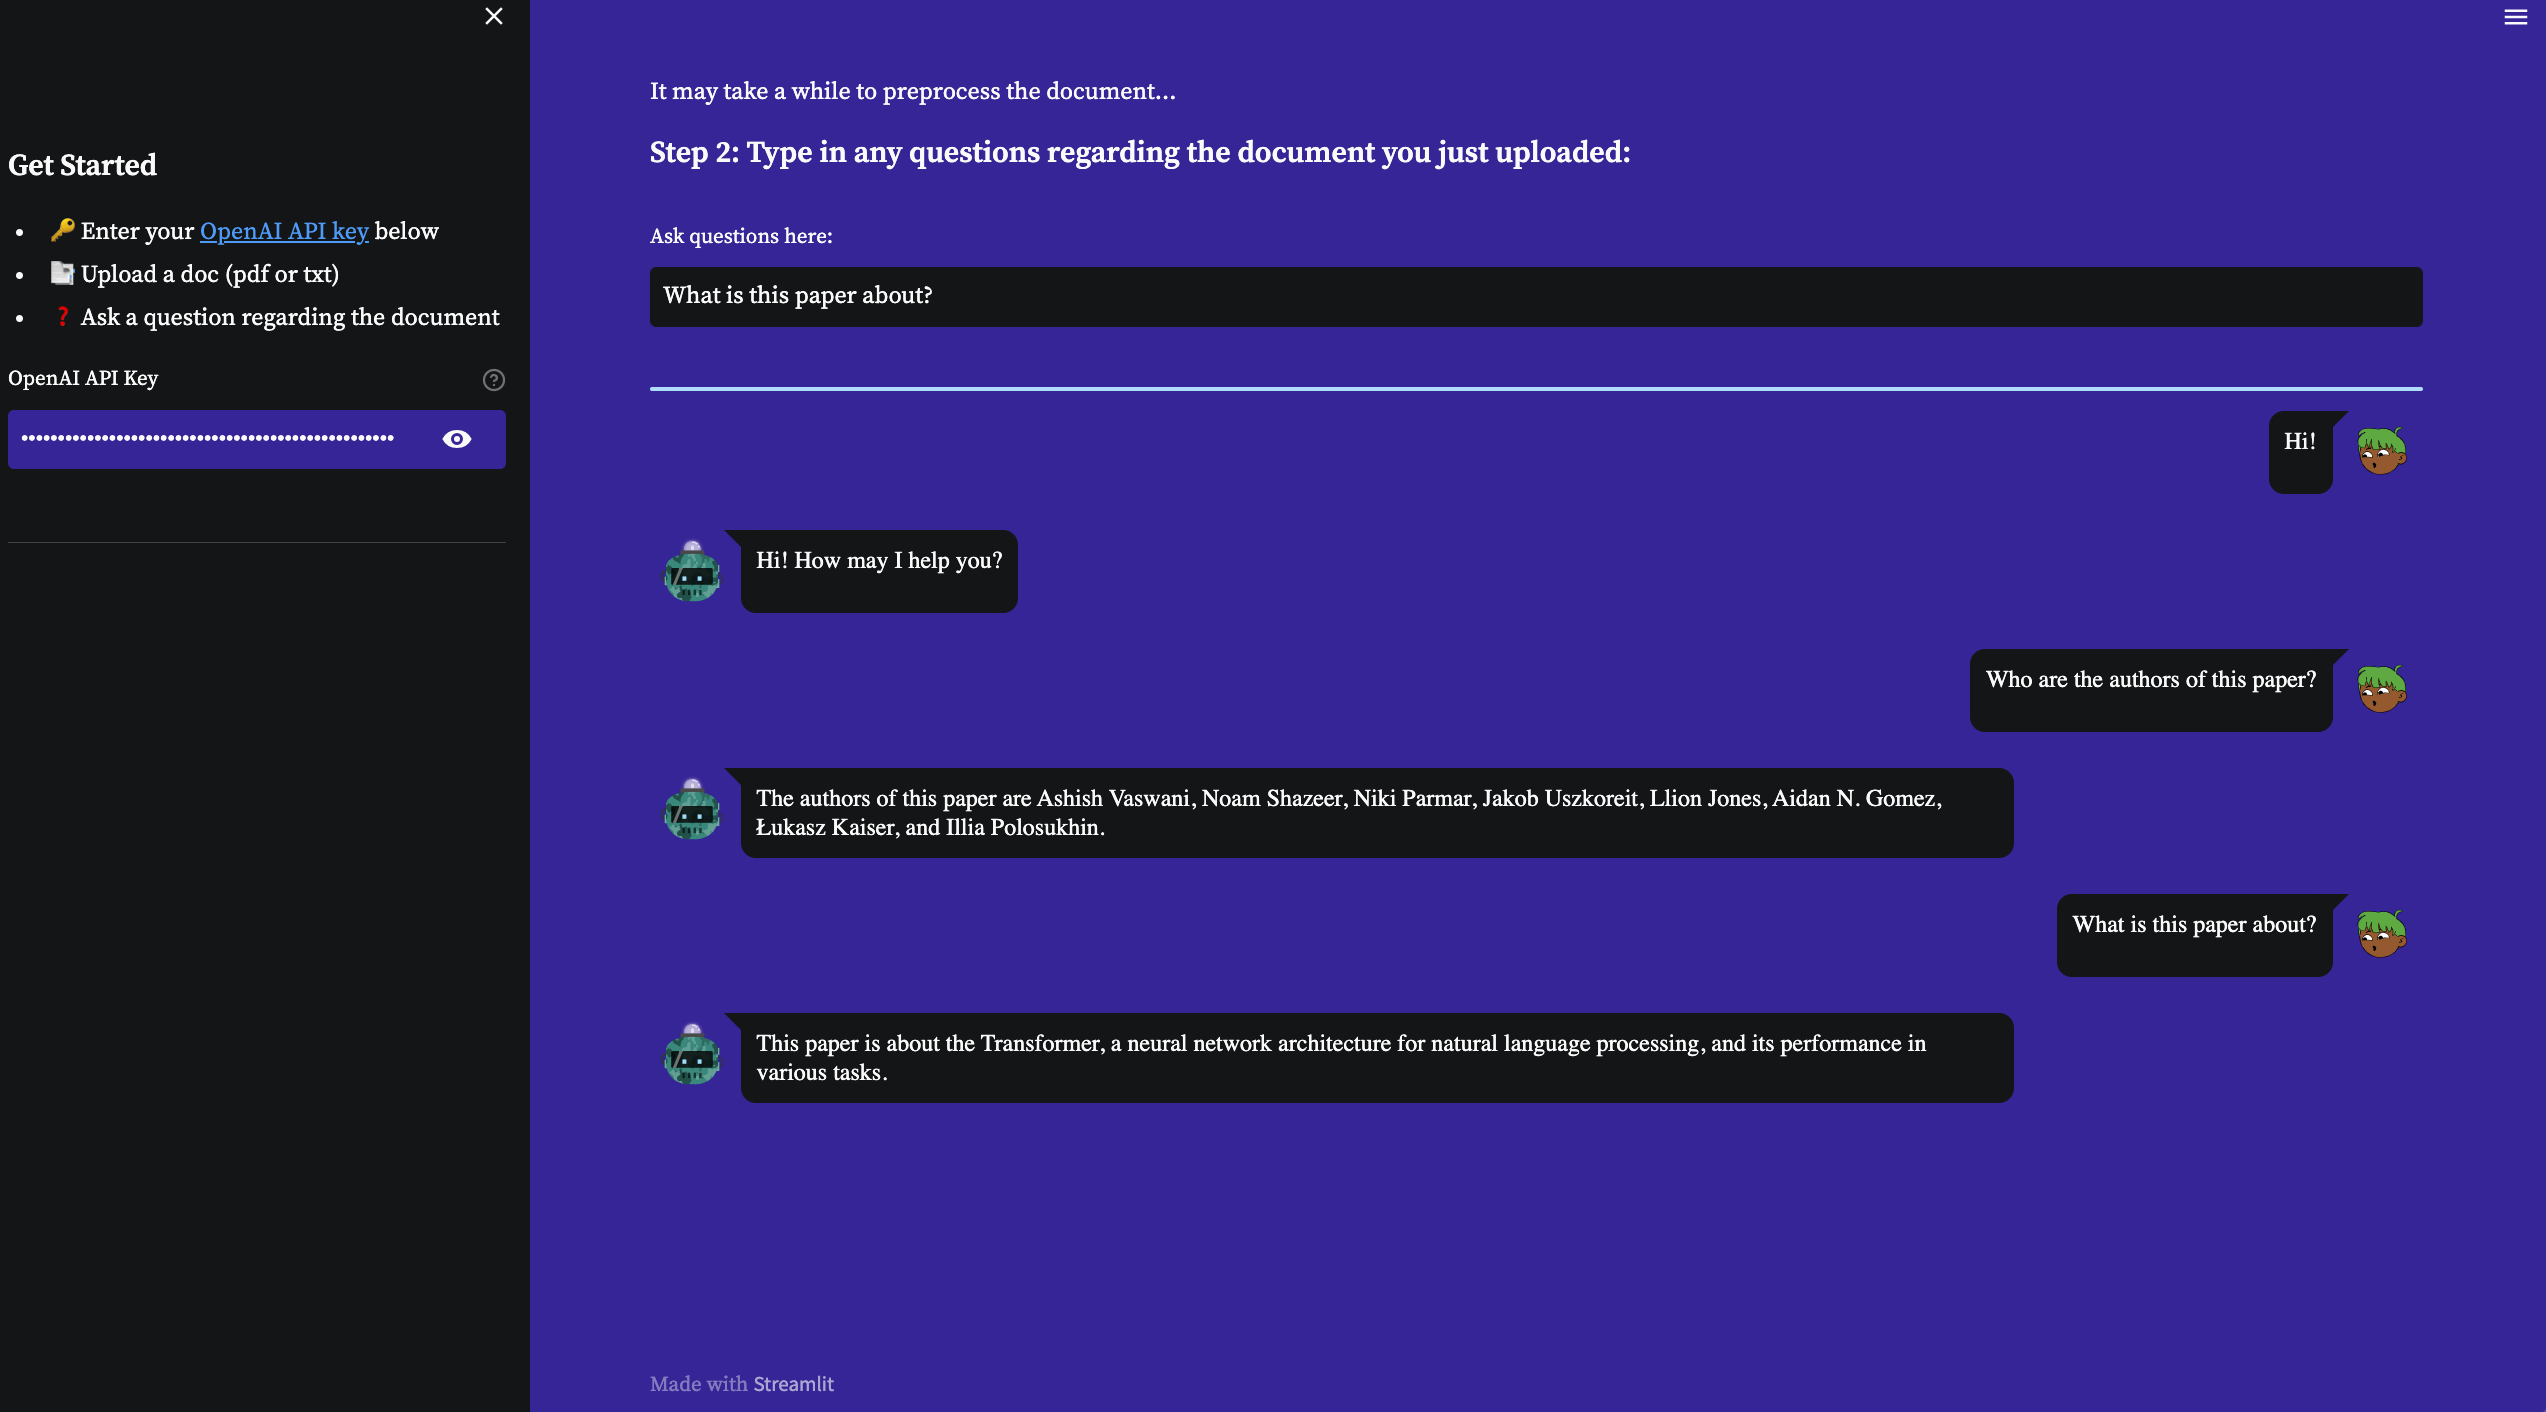 Get Started
Enter your OpenAI API key below
Upload a doc (pdf or txt)
Ask a question regarding the document
OpenAI API Key
It may take a while to preprocess the document...
Step 2: Type in any questions regarding the document you just uploaded:
Ask questions here:
What is this paper about?
Hi!
Hi! How may I help you?
Who are the authors of this paper?
The authors of this paper are Ashish Vaswani, Noam Shazeer, Niki Parmar, Jakob Uszkoreit, Llion Jones, Aidan N. Gomez,
Łukasz Kaiser, and Illia Polosukhin.
What is this paper about?
This paper is about the Transformer, a neural network architecture for natural language processing, and its performance in
various tasks.
Made with Streamlit